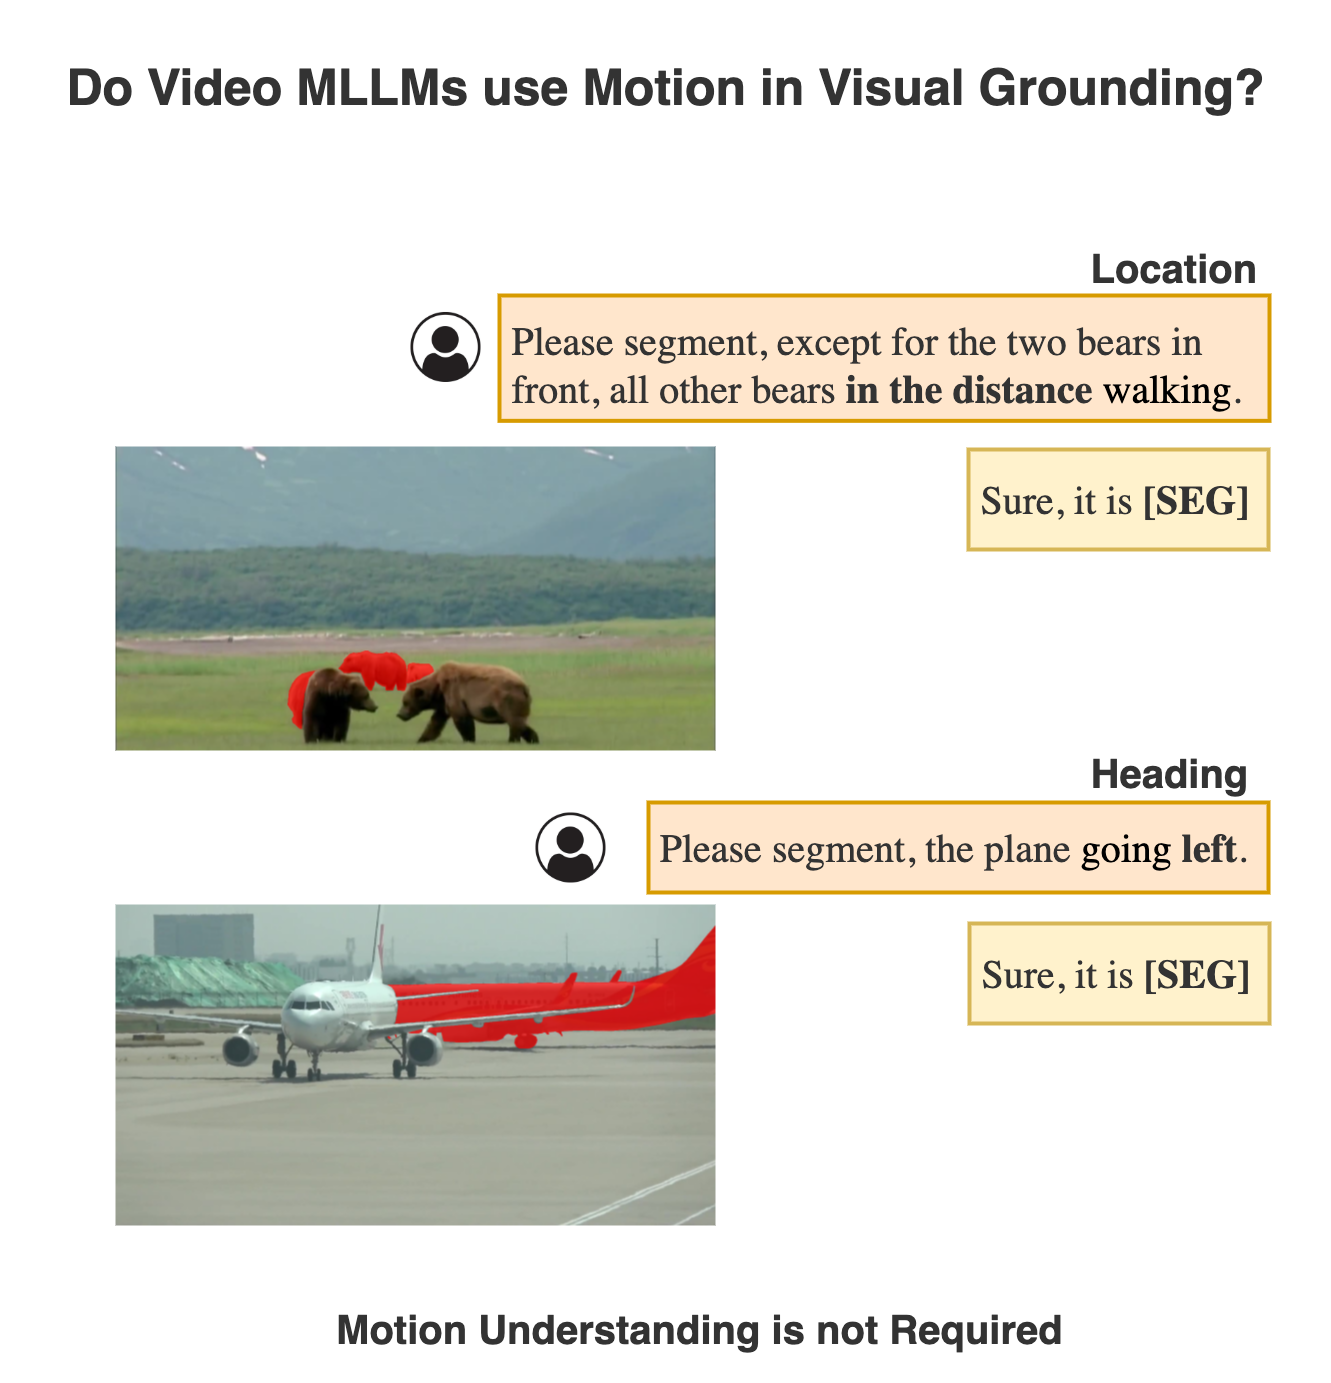 Do Video MLLMs use Motion in Visual Grounding?
Location
Please segment, except for the two bears in
front, all other bears in the distance walking.
Sure, it is [SEG]
Heading
Please segment, the plane going left.
Sure, it is [SEG]
Motion Understanding is not Required